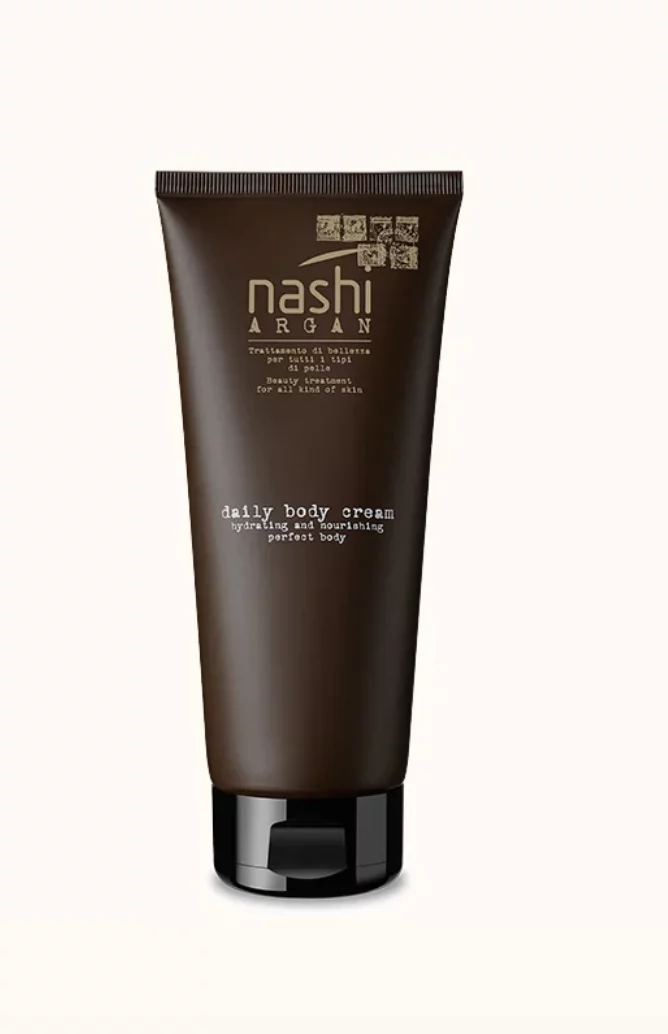 nashi
ARGAN
Trattamento di bellezza
per tutti i tipi
di pelle
Beauty treatment
for all kind of skin
daily body cream
hydrating and nourishing
perfect body